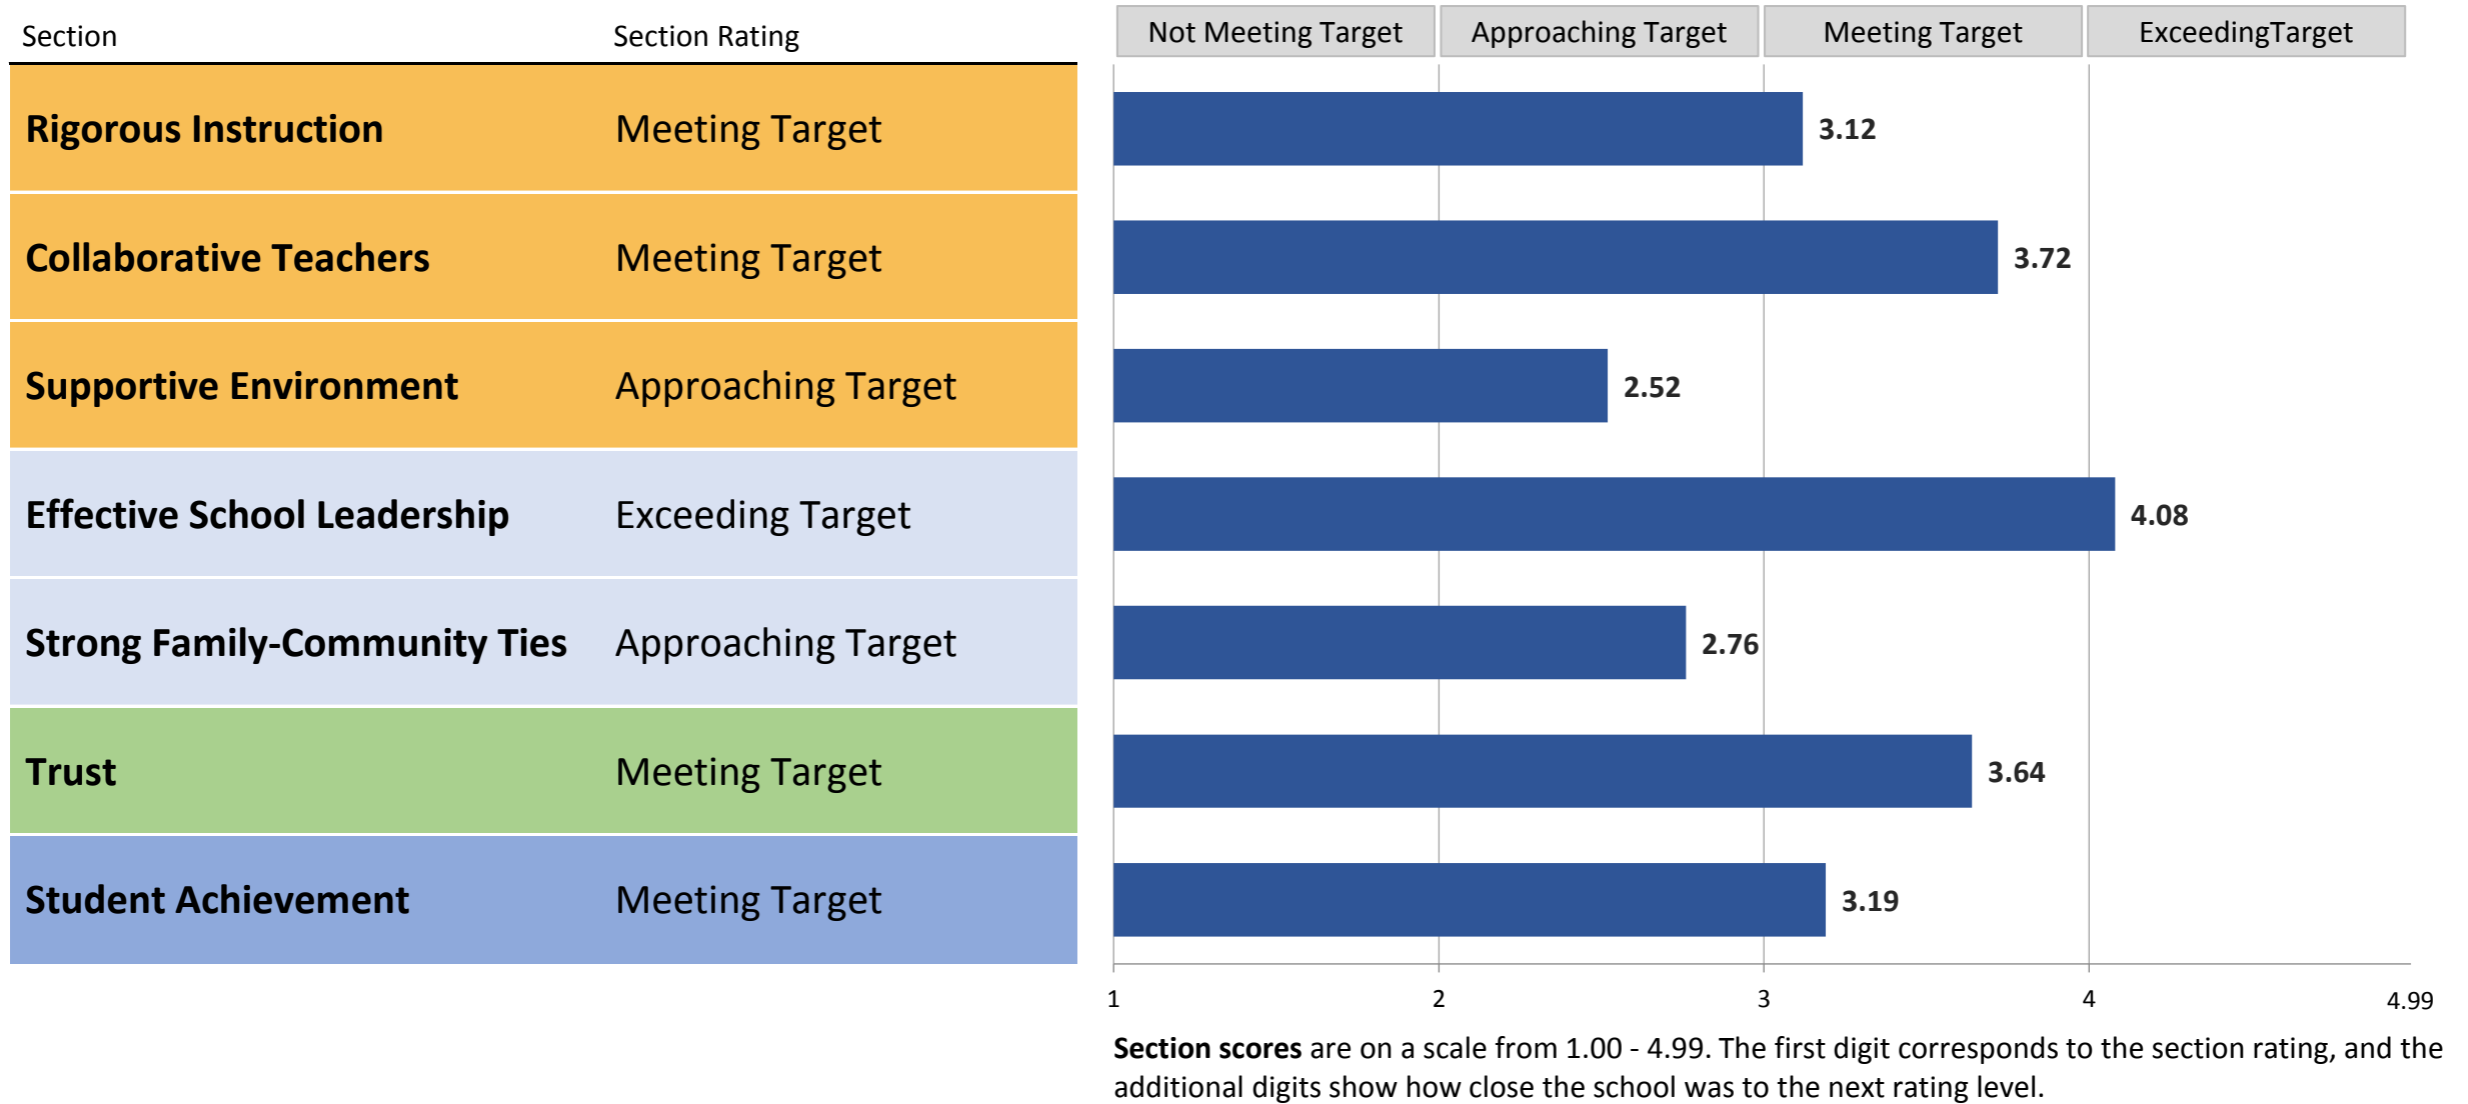 Section Section Rating Not Meeting Target Approaching Target Meeting Target ExceedingTarget
Rigorous Instruction Meeting Target 3.12
Collaborative Teachers Meeting Target 3.72
Supportive Environment Approaching Target 2.52
Effective School Leadership Exceeding Target 4.08
Strong Family-Community Ties Approaching Target 2.76
Trust Meeting Target 3.64
Student Achievement Meeting Target 3.19
1 2 3 4 4.99
Section scores are on a scale from 1.00 - 4.99. The first digit corresponds to the section rating, and the
additional digits show how close the school was to the next rating level.